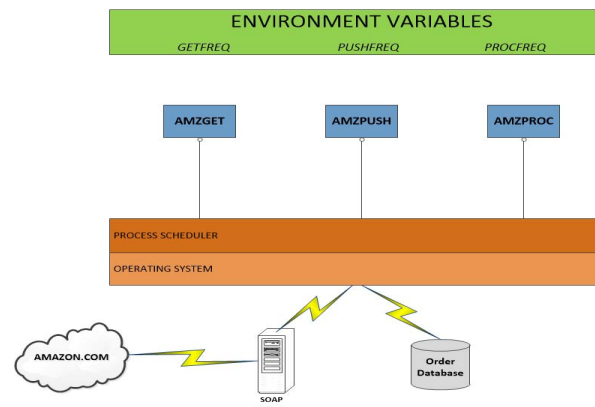 ENVIRONMENT VARIABLES
GETFREQ PUSHFREQ PROCFREQ
AMZGET AMZPUSH AMZPROC
PROCESS SCHEDULER
OPERATING SYSTEM
AMAZON.COM
SOAP
Order
Database